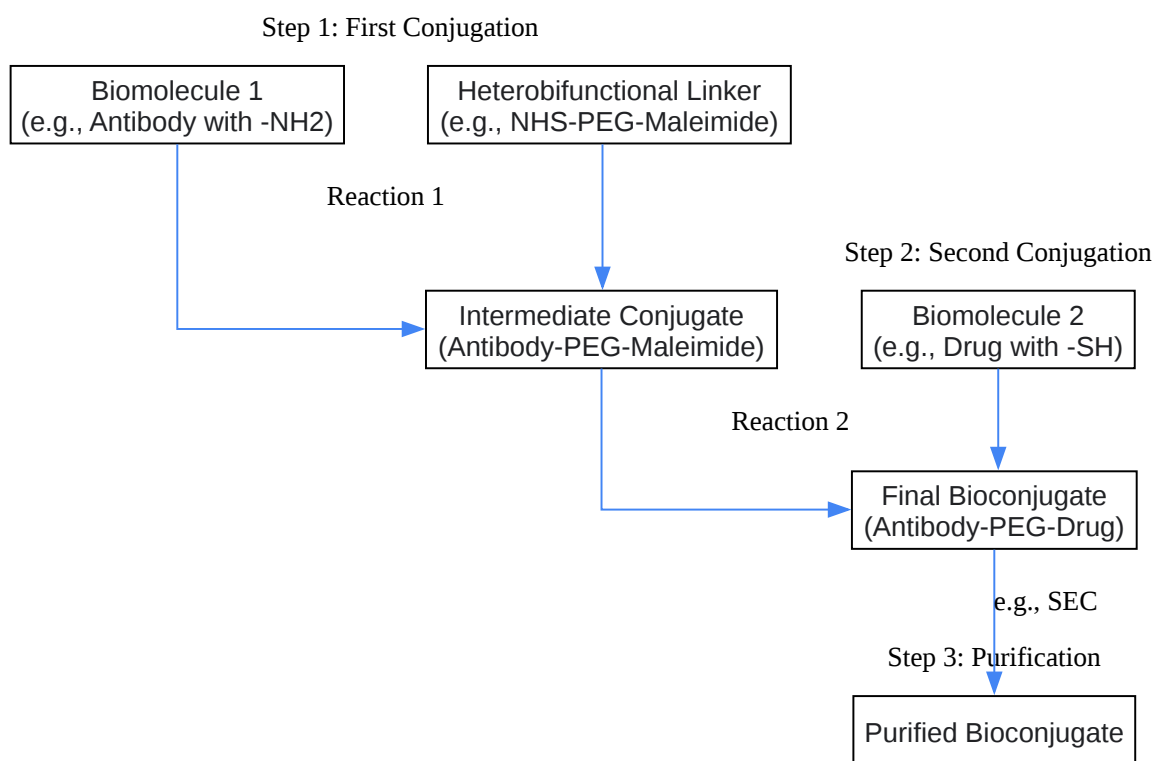 Step 1: First Conjugation
Biomolecule 1
(e.g., Antibody with -NH2)
Heterobifunctional Linker
(e.g., NHS-PEG-Maleimide)
Reaction 1
Step 2: Second Conjugation
Intermediate Conjugate
(Antibody-PEG-Maleimide)
Biomolecule 2
(e.g., Drug with -SH)
Reaction 2
Final Bioconjugate
(Antibody-PEG-Drug)
e.g., SEC
Step 3: Purification
Purified Bioconjugate